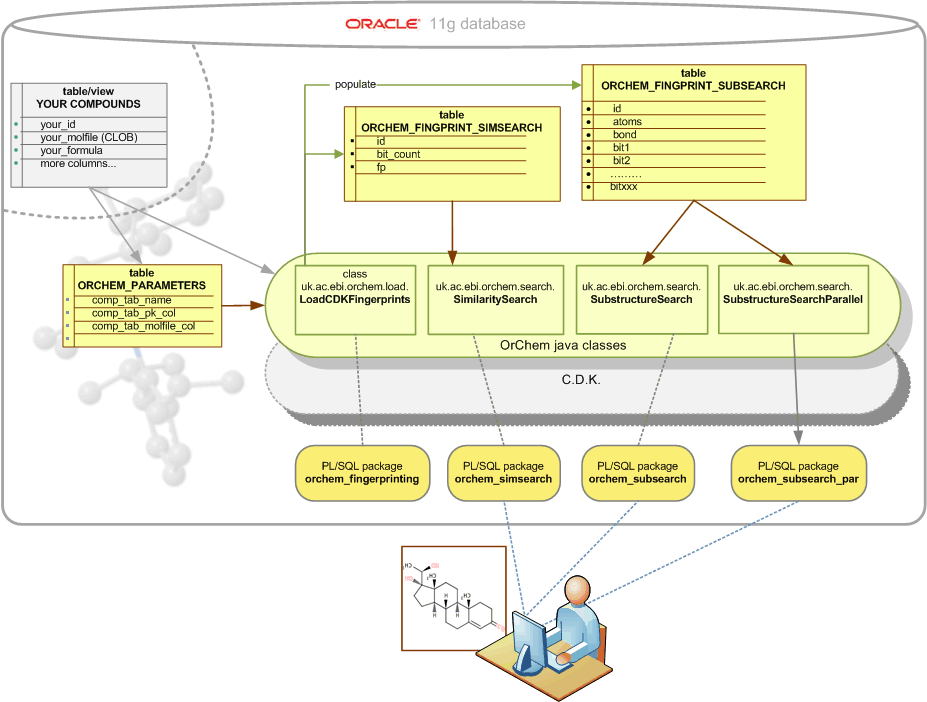 ORACLE 11g database
table/view
YOUR COMPOUNDS
your_id
your_molfile (CLOB)
your_formula
more columns...
populate
table
ORCHEM_FINGPRINT_SIMSEARCH
id
bit_count
fp
table
ORCHEM_FINGPRINT_SUBSEARCH
id
atoms
bond
bit1
bit2
.........
bitxxx
table
ORCHEM_PARAMETERS
comp_tab_name
comp_tab_pk_col
comp_tab_molfile_col
class
uk.ac.ebi.orchem.load.
LoadCDKFingerprints
uk.ac.ebi.orchem.search.
SimilaritySearch
uk.ac.ebi.orchem.search.
SubstructureSearch
uk.ac.ebi.orchem.search.
SubstructureSearchParallel
OrChem java classes
C.D.K.
PL/SQL package
orchem_fingerprinting
PL/SQL package
orchem_simsearch
PL/SQL package
orchem_subsearch
PL/SQL package
orchem_subsearch_par